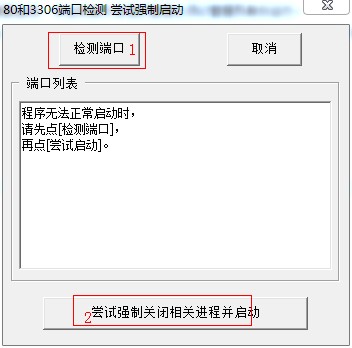 80和3306端口检测 尝试强制启动
检测端口 1
取消
端口列表
程序无法正常启动时，
请先点[检测端口]，
再点[尝试启动]。
2 尝试强制关闭相关进程并启动